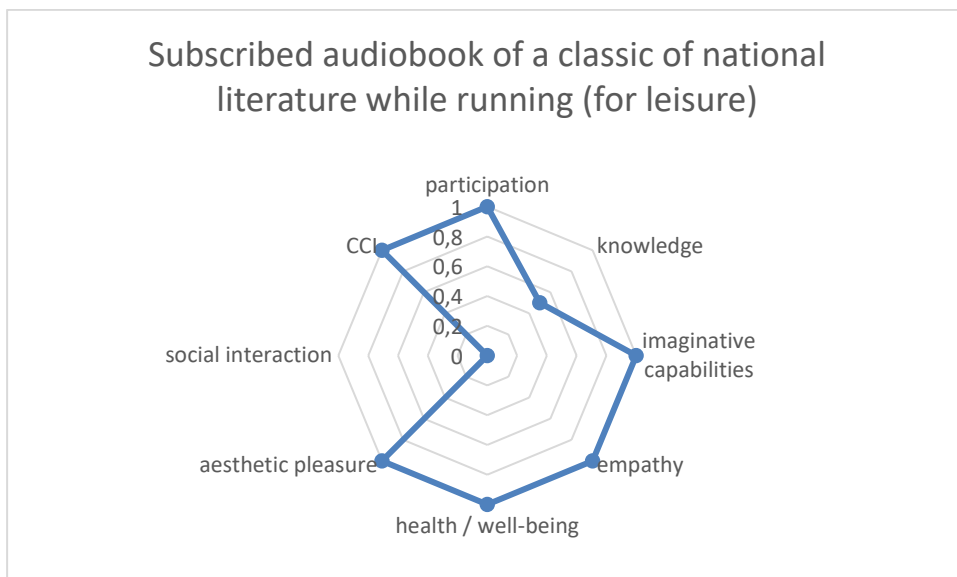 Subscribed audiobook of a classic of national
literature while running (for leisure)
participation
1
CCI
0,8
knowledge
0,6
0,4
0,2
social interaction
0
imaginative
capabilities
aesthetic pleasure
empathy
health / well-being